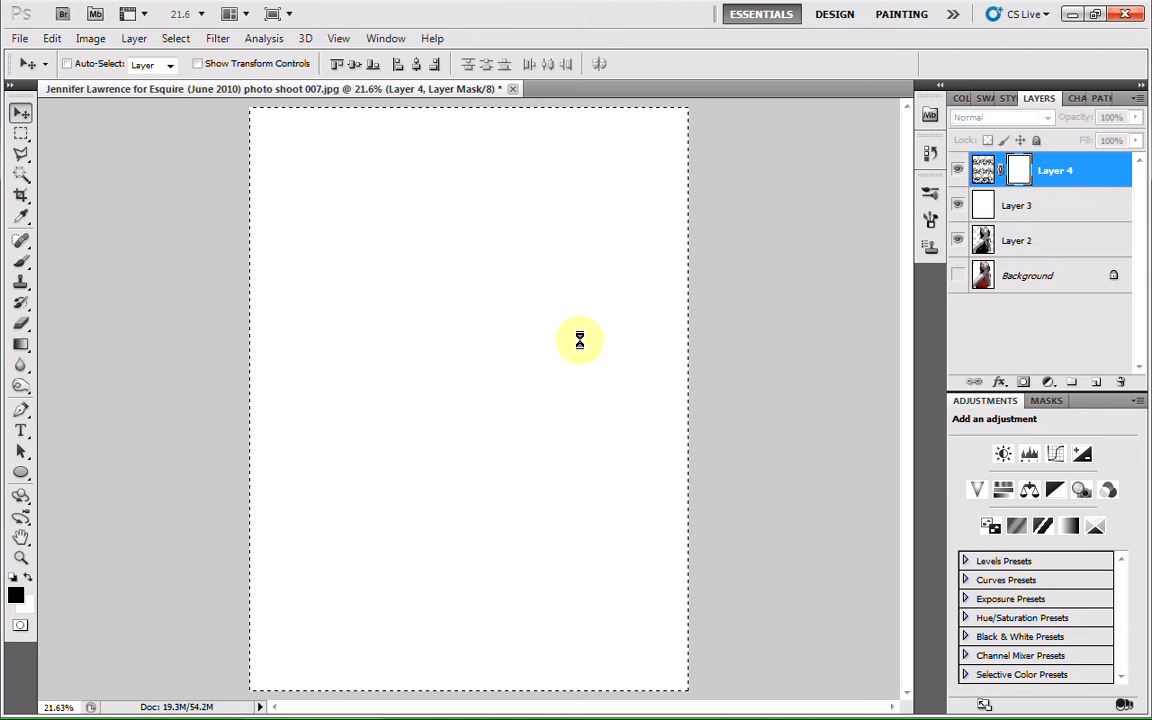 Ps Br Mb 21.6 ESSENTIALS DESIGN PAINTING CS Live
File Edit Image Layer Select Filter Analysis 3D View Window Help
Auto-Select: Layer Show Transform Controls
Jennifer Lawrence for Esquire (June 2010) photo shoot 007.jpg @ 21.6% (Layer 4, Layer Mask/8) *
COL SWA STYL LAYERS CHA PATH
Mb
Normal Opacity: 100%
Lock: Fill: 100%
Layer 4
Layer 3
Layer 2
Background
fx
ADJUSTMENTS MASKS
Add an adjustment
T
Levels Presets
Curves Presets
Exposure Presets
Hue/Saturation Presets
Black & White Presets
Channel Mixer Presets
Selective Color Presets
21.63% Doc: 19.3M/54.2M